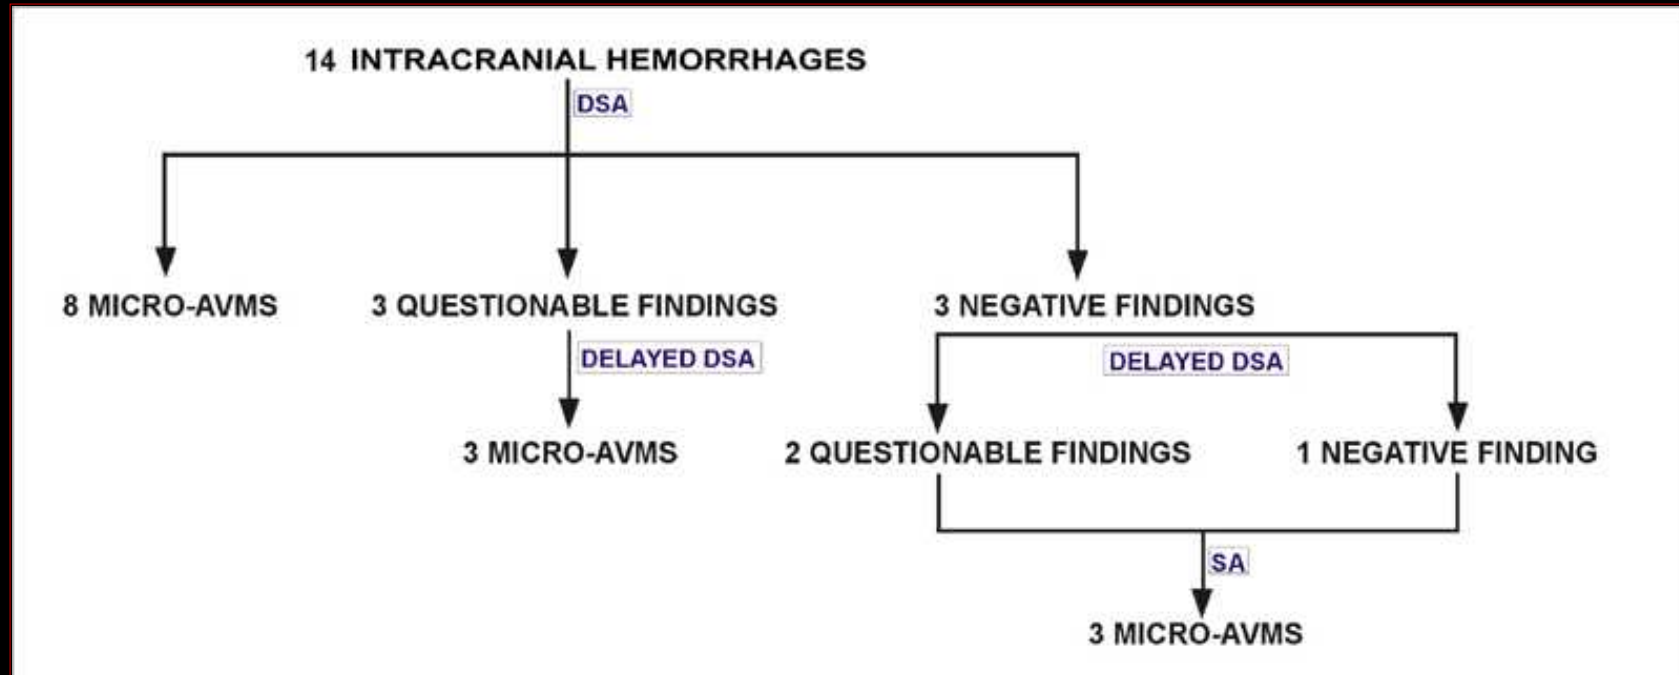 14 INTRACRANIAL HEMORRHAGES
DSA
8 MICRO-AVMS
3 QUESTIONABLE FINDINGS
3 NEGATIVE FINDINGS
DELAYED DSA
DELAYED DSA
3 MICRO-AVMS
2 QUESTIONABLE FINDINGS
1 NEGATIVE FINDING
SA
3 MICRO-AVMS